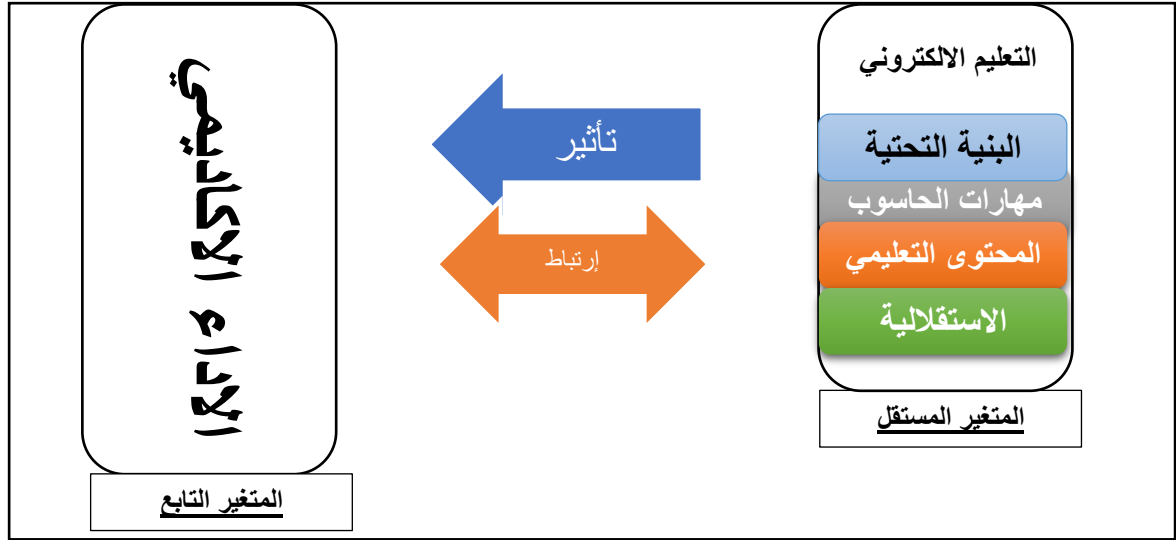 التعليم الالكتروني
البنية التحتية
مهارات الحاسوب
المحتوى التعليمي
الاستقلالية
المتغير المستقل
تأثير
إرتباط
الاداء الاكاديمي
المتغير التابع